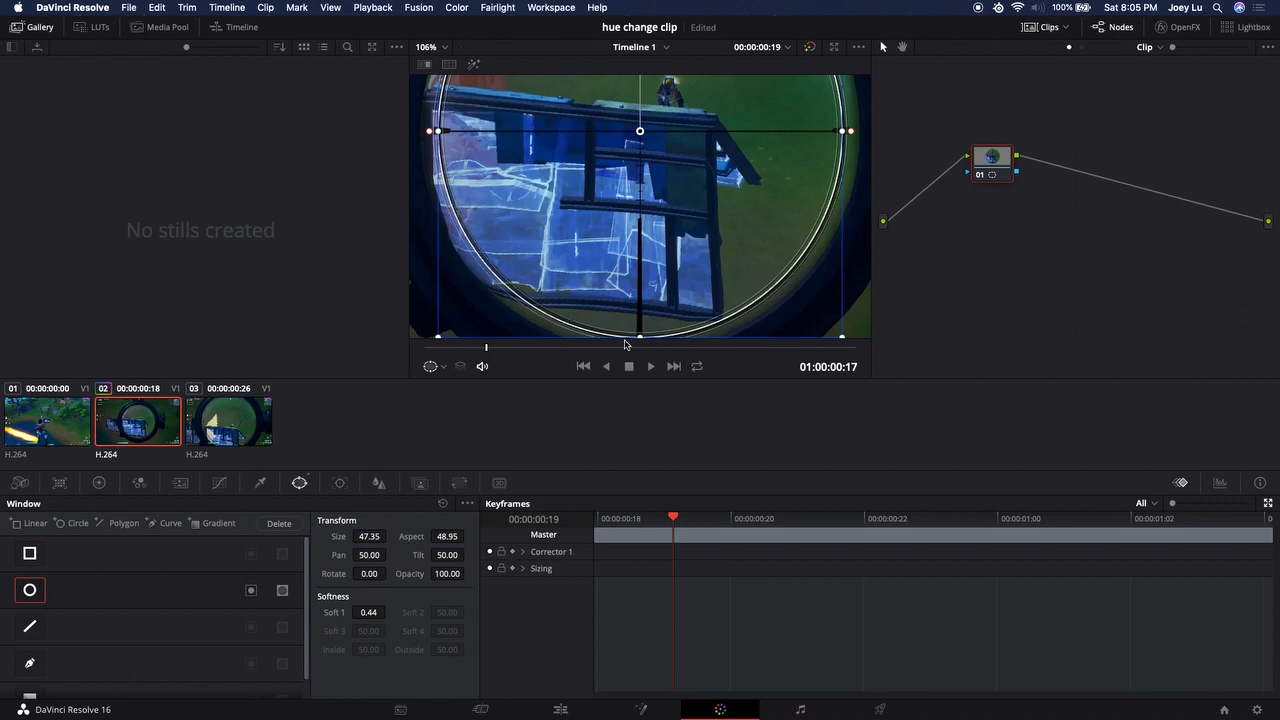 DaVinci Resolve File Edit Trim Timeline Clip Mark View Playback Fusion Color Fairlight Workspace Help 100% Sat 8:05 PM Joey Lu
Gallery LUTs Media Pool Timeline hue change clip Edited Clips Nodes OpenFX Lightbox
106% Timeline 1 00:00:00:19 Clip
No stills created
01
01:00:00:17
01 00:00:00:00 V1 02 00:00:00:18 V1 03 00:00:00:26 V1
H.264 H.264 H.264
3D
Window Keyframes All
Linear Circle Polygon Curve Gradient Delete
Transform
Size 47.35 Aspect 48.95
Pan 50.00 Tilt 50.00
Rotate 0.00 Opacity 100.00
Softness
Soft 1 0.44 Soft 2 50.00
Soft 3 50.00 Soft 4 50.00
Inside 50.00 Outside 50.00
00:00:00:19 00:00:00:18 00:00:00:20 00:00:00:22 00:00:01:00 00:00:01:02 0
Master
Corrector 1
Sizing
DaVinci Resolve 16